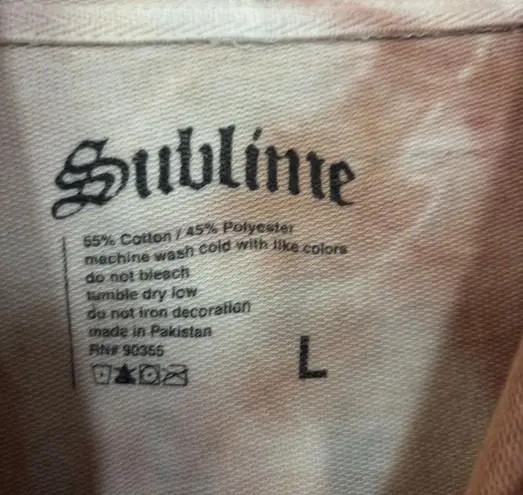 Sublime
55% Cotton / 45% Polyester
machine wash cold with like colors
do not bleach
tumble dry low
do not iron decoration
made in Pakistan
RN# 90355
L